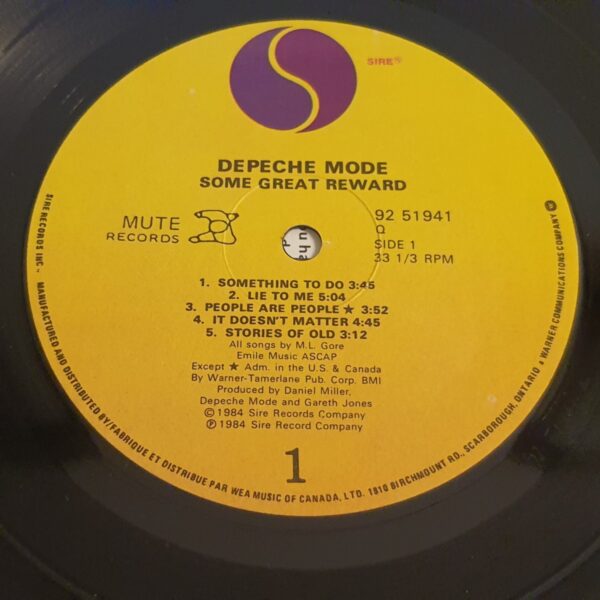 SIRE®
DEPECHE MODE
SOME GREAT REWARD
MUTE
RECORDS
92 51941
Q
SIDE 1
33 1/3 RPM
1. SOMETHING TO DO 3:45
2. LIE TO ME 5:04
3. PEOPLE ARE PEOPLE ★ 3:52
4. IT DOESN'T MATTER 4:45
5. STORIES OF OLD 3:12
All songs by M.L. Gore
Emile Music ASCAP
Except ★ Adm. in the U.S. & Canada
By Warner-Tamerlane Pub. Corp. BMI
Produced by Daniel Miller,
Depeche Mode and Gareth Jones
© 1984 Sire Records Company
℗ 1984 Sire Record Company
1
SIRE RECORDS INC. - MANUFACTURED AND DISTRIBUTED BY/FABRIQUE ET DISTRIBUE PAR WEA MUSIC OF CANADA, LTD. 1810 BIRCHMOUNT RD., SCARBOROUGH, ONTARIO ♦ WARNER COMMUNICATIONS COMPANY